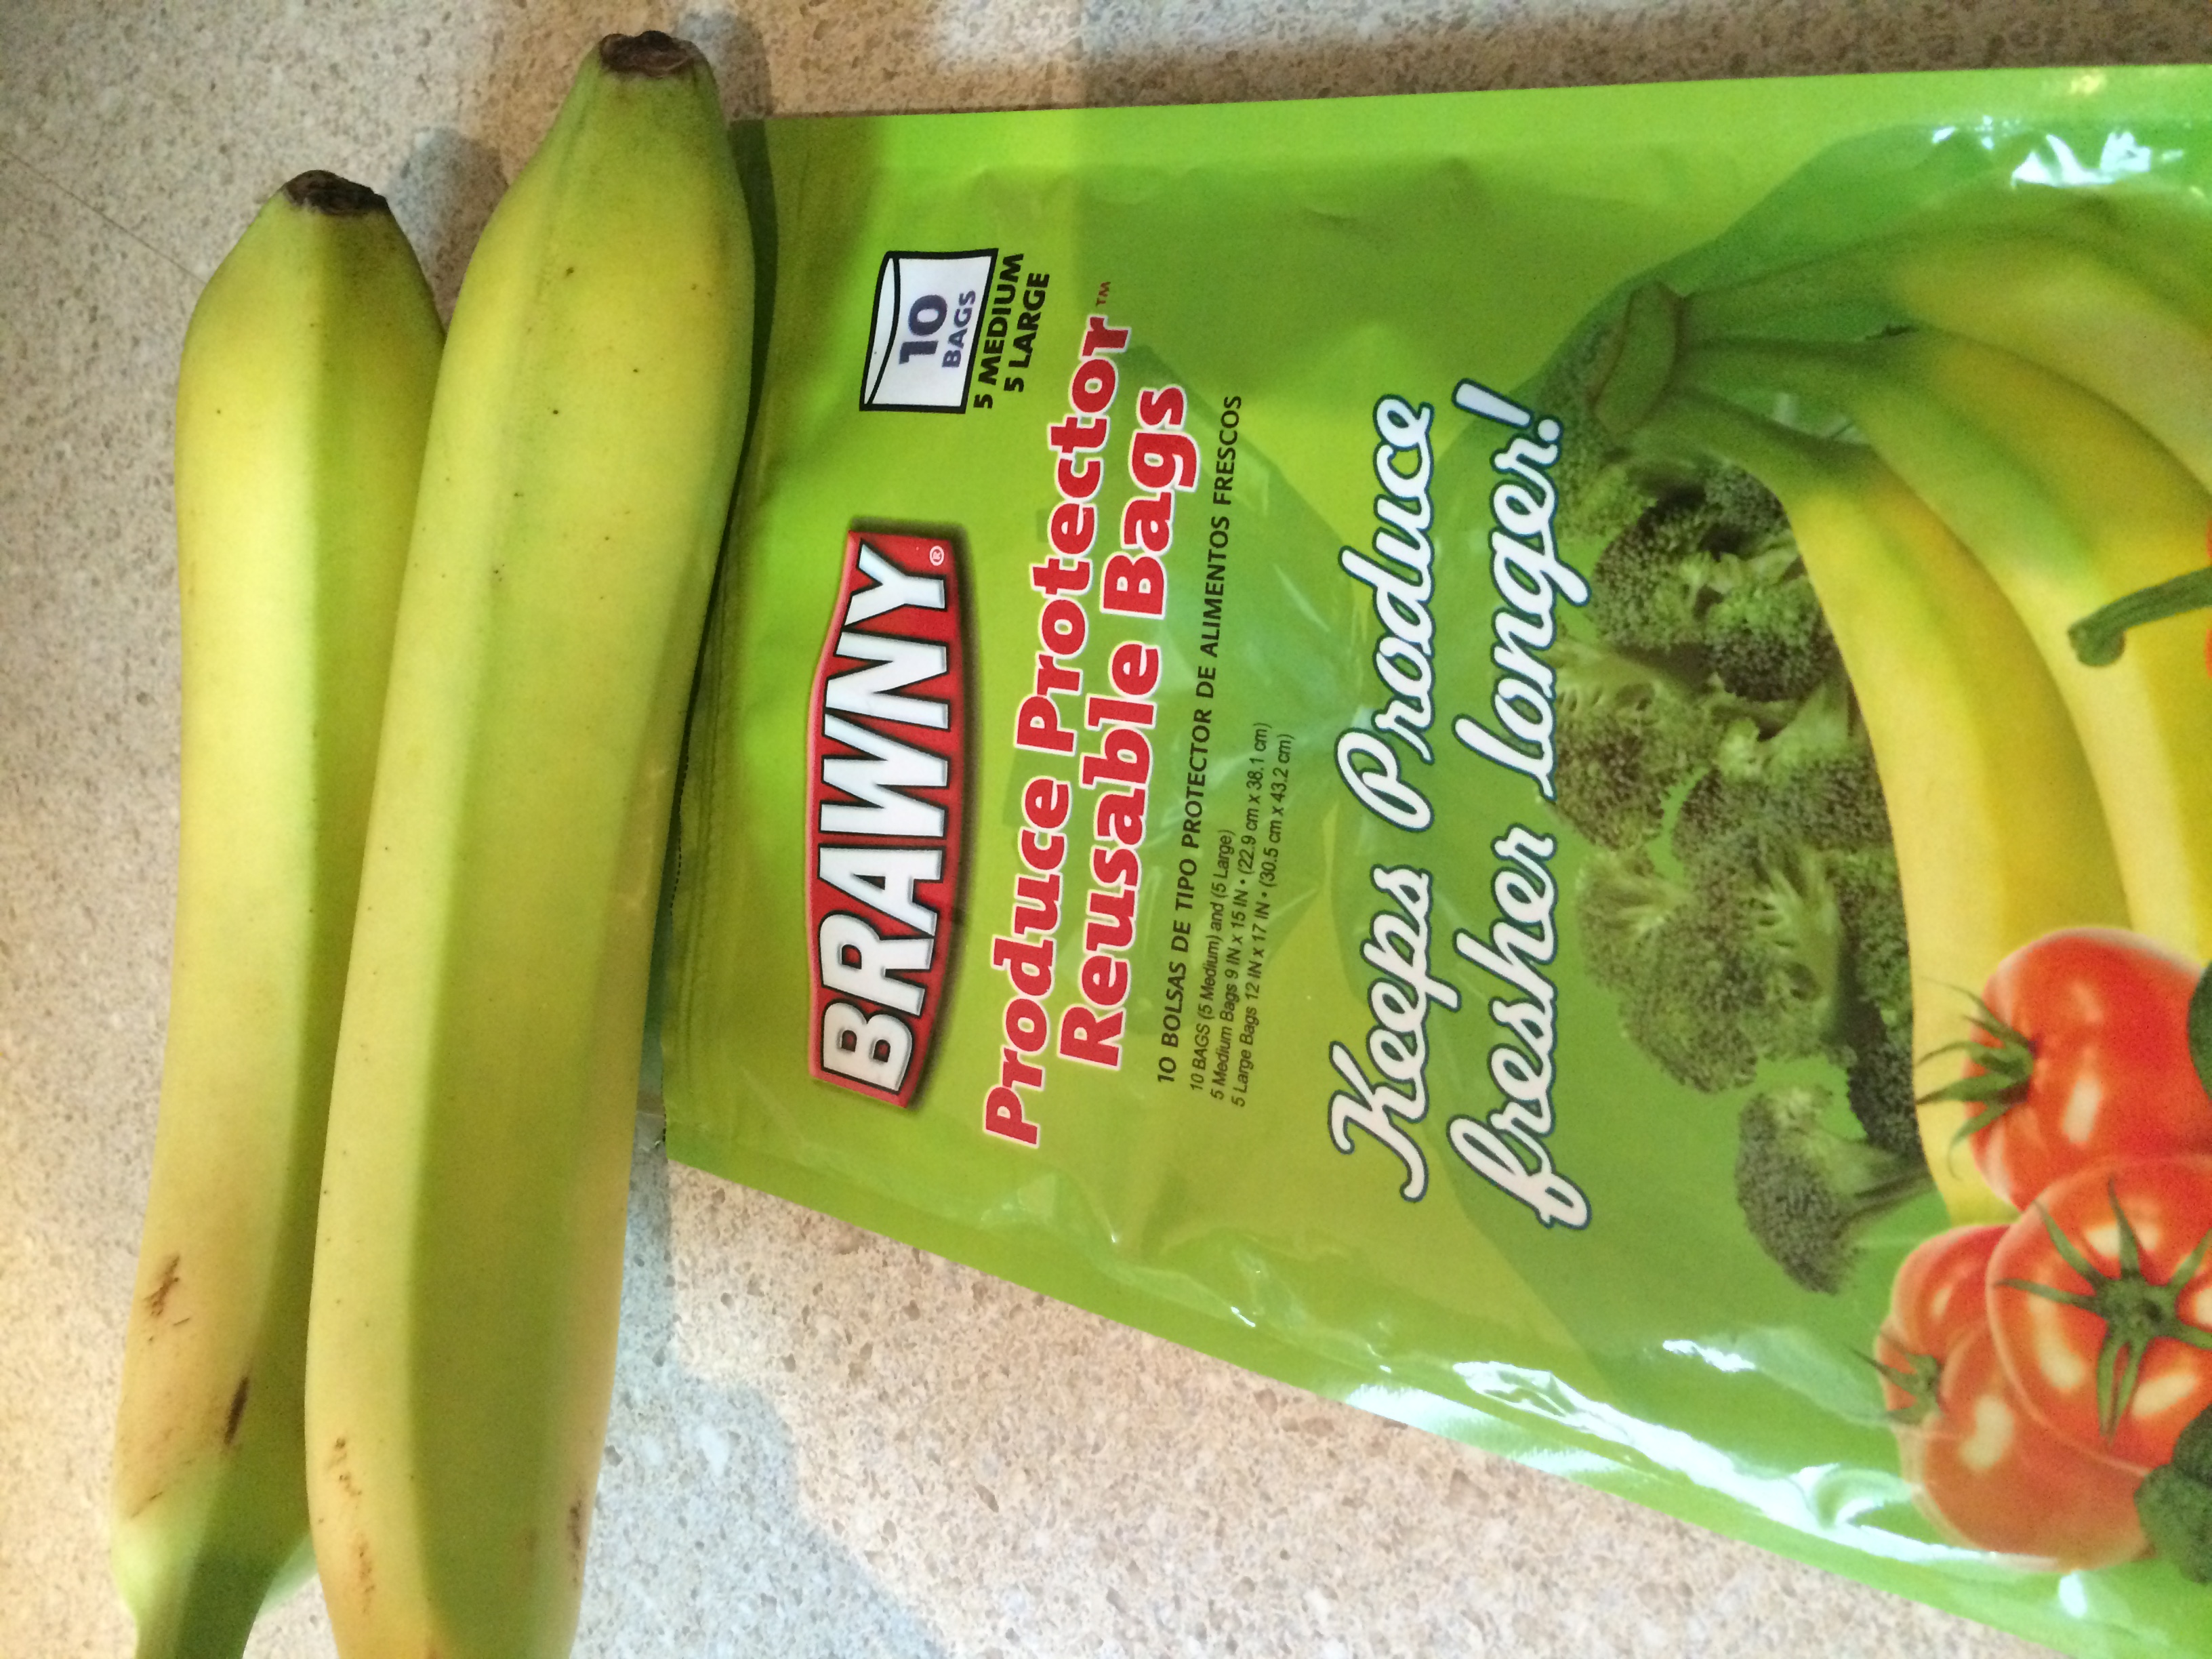 BRAWNY®
10
BAGS
5 MEDIUM
5 LARGE
Produce Protector™
Reusable Bags
10 BOLSAS DE TIPO PROTECTOR DE ALIMENTOS FRESCOS
10 BAGS (5 Medium) and (5 Large)
5 Medium Bags 9 IN x 15 IN • (22.9 cm x 38.1 cm)
5 Large Bags 12 IN x 17 IN • (30.5 cm x 43.2 cm)
Keeps Produce
fresher longer!